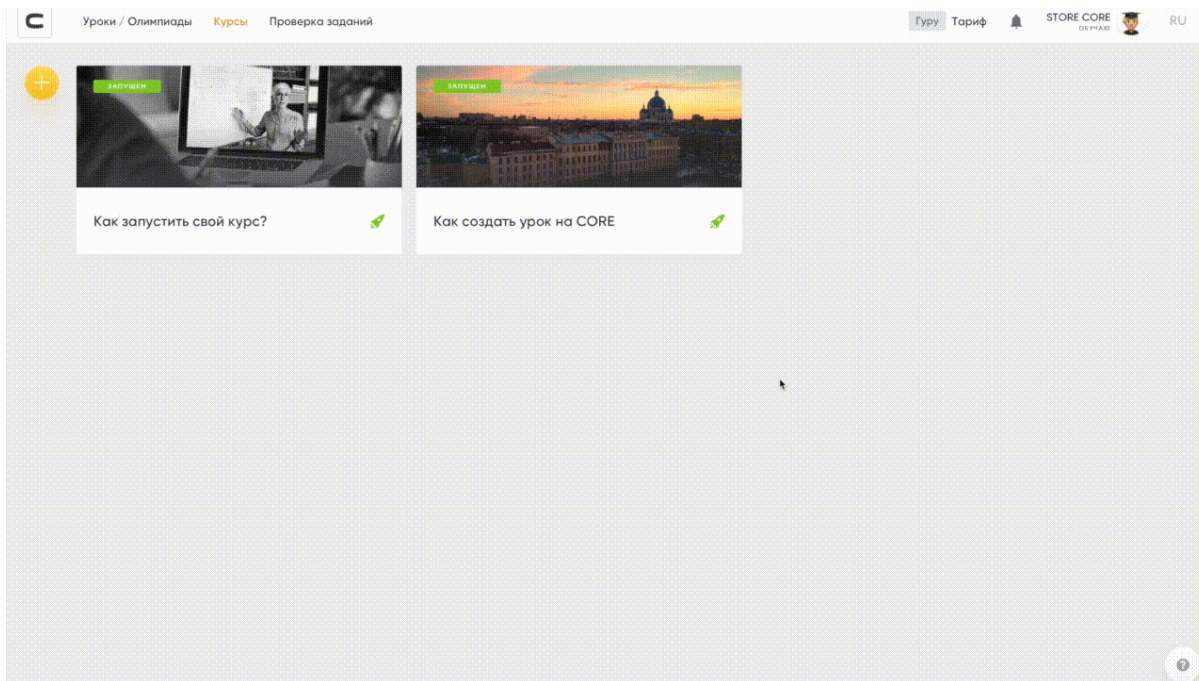 Уроки / Олимпиады Курсы Проверка заданий Гуру Тариф STORE CORE RU
ОБУЧАЮ
ЗАПУЩЕН ЗАПУЩЕН
Как запустить свой курс? Как создать урок на CORE
?